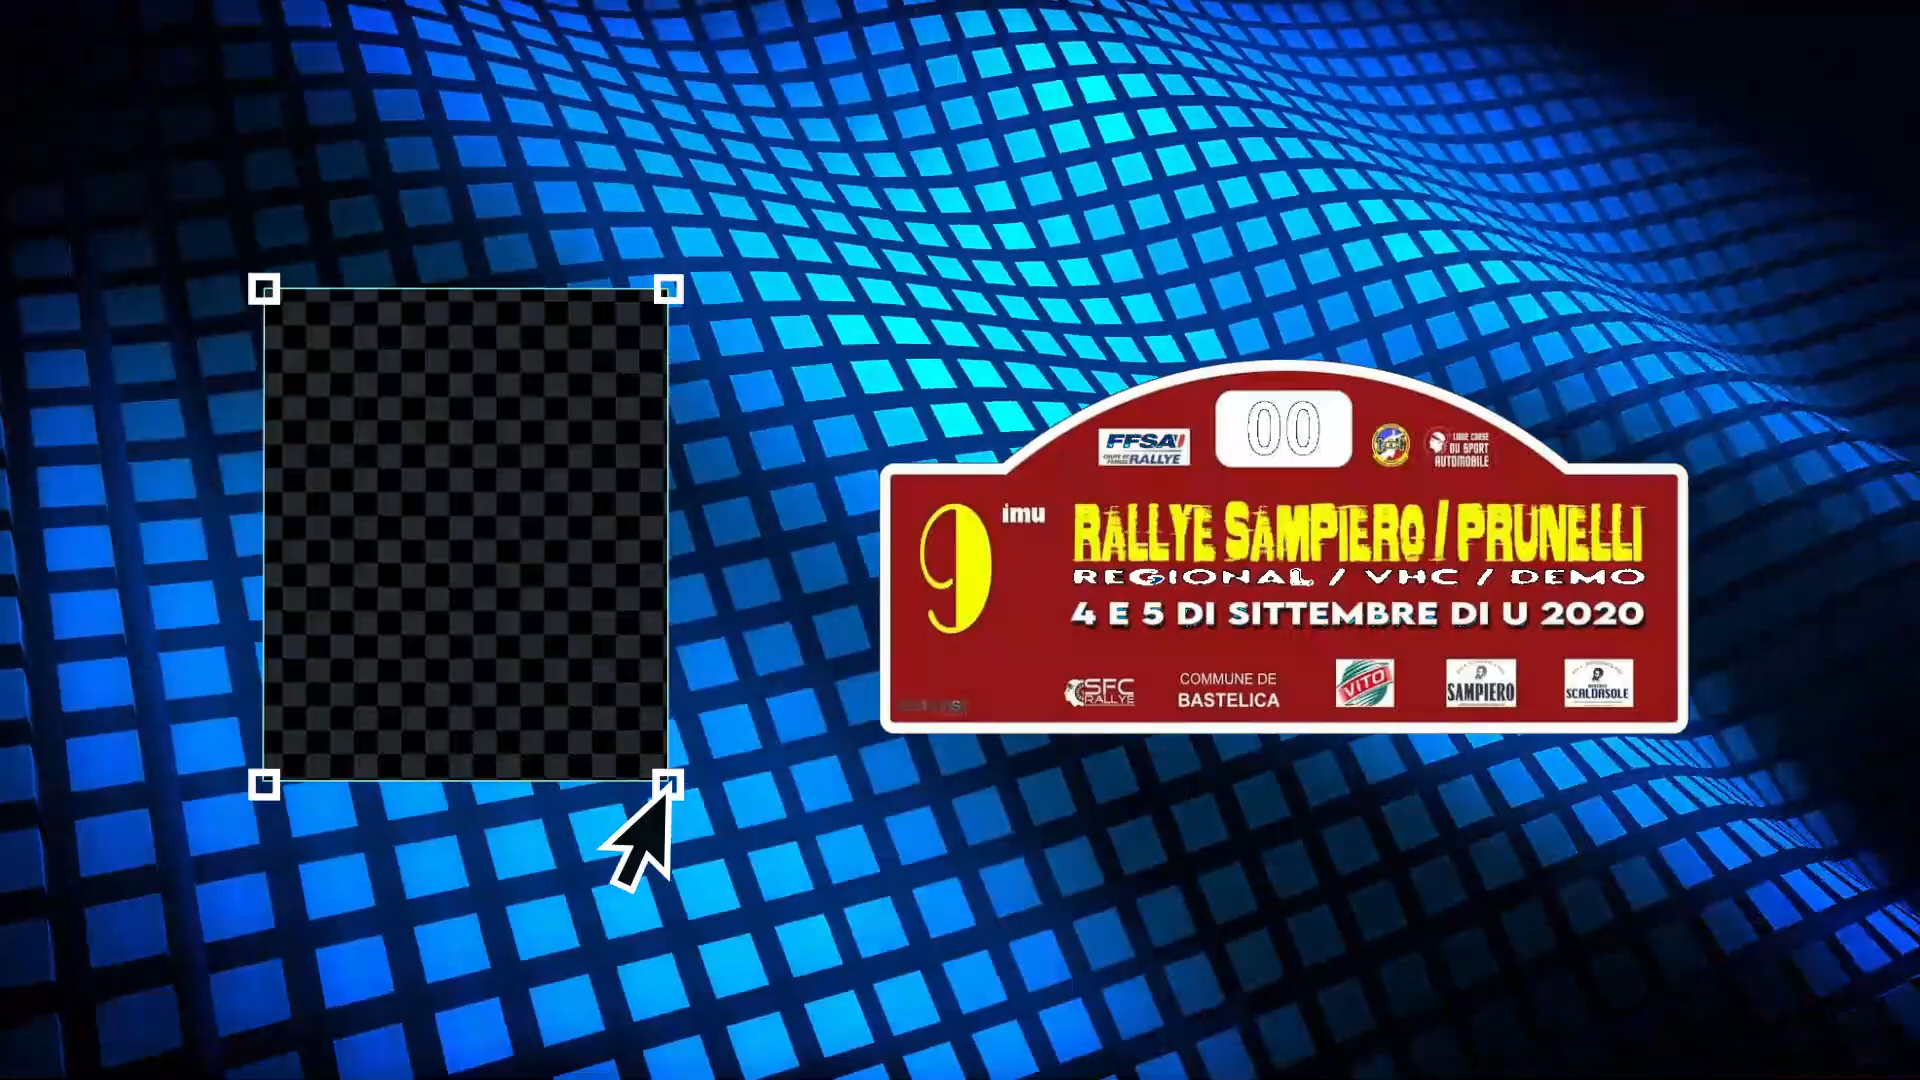 00
FFSA
RALLYE
LIGUE CORSE
DU SPORT
AUTOMOBILE
9 imu
RALLYE SAMPIERO / PRUNELLI
REGIONAL / VHC / DEMO
4 E 5 DI SITTEMBRE DI U 2020
SFC
RALLYE
COMMUNE DE
BASTELICA
VITO
SAMPIERO
SCALDASOLE